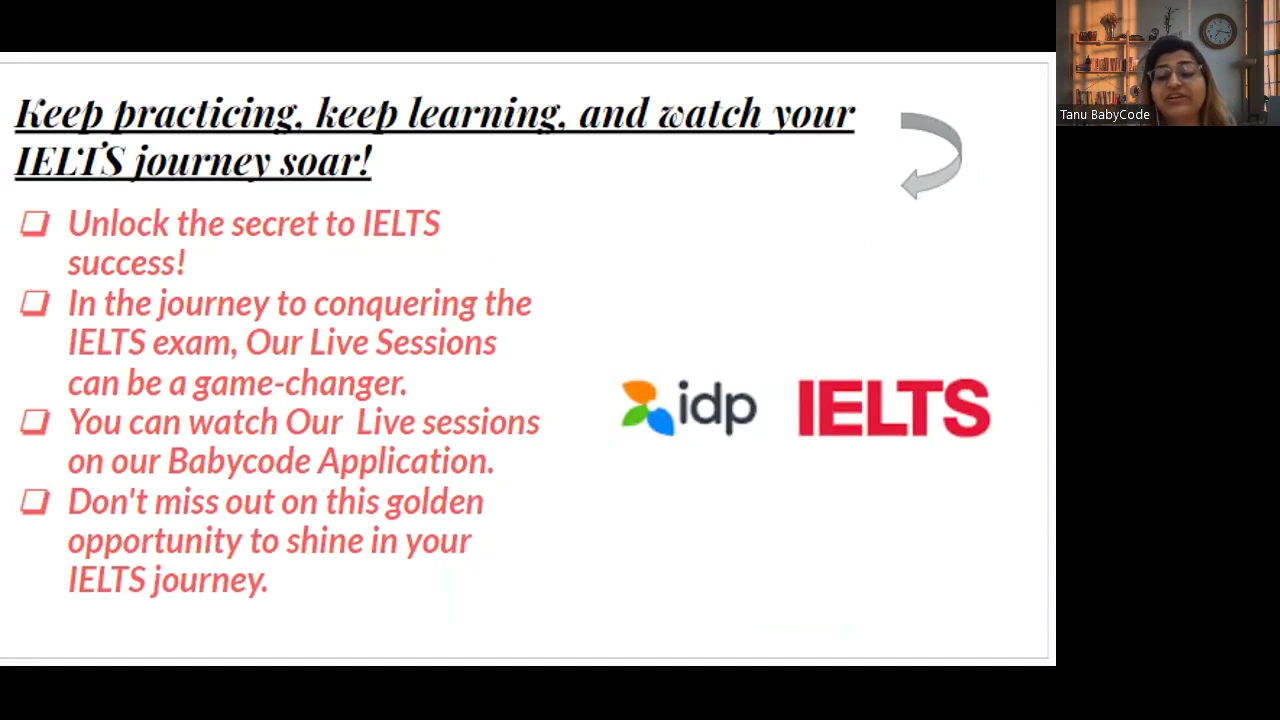 Keep practicing, keep learning, and watch your
IELTS journey soar!
Unlock the secret to IELTS
success!
In the journey to conquering the
IELTS exam, Our Live Sessions
can be a game-changer.
You can watch Our Live sessions
on our Babycode Application.
Don't miss out on this golden
opportunity to shine in your
IELTS journey.
idp IELTS
Tanu BabyCode